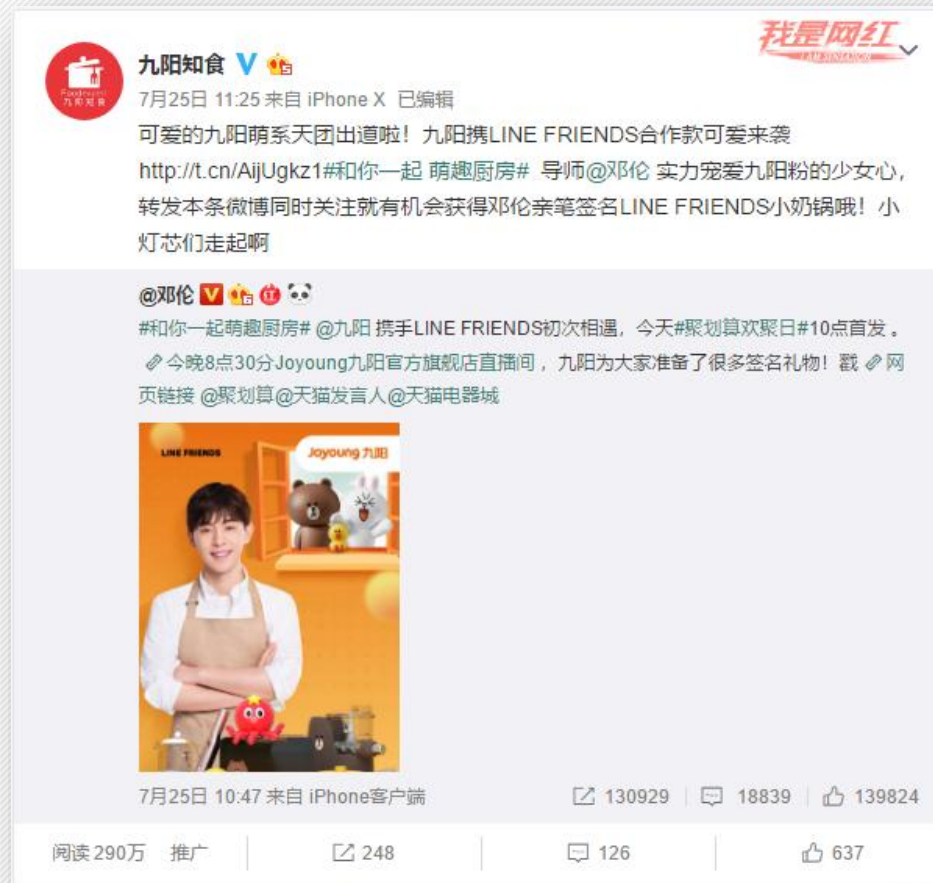 我是网红
I AM SENSATION
九阳知食
7月25日 11:25 来自 iPhone X 已编辑
可爱的九阳萌系天团出道啦！九阳携LINE FRIENDS合作款可爱来袭
http://t.cn/AijUgkz1#和你一起 萌趣厨房# 导师@邓伦 实力宠爱九阳粉的少女心，
转发本条微博同时关注就有机会获得邓伦亲笔签名LINE FRIENDS小奶锅哦！小
灯芯们走起啊
九阳知食
@邓伦
#和你一起萌趣厨房# @九阳 携手LINE FRIENDS初次相遇，今天#聚划算欢聚日#10点首发 。
今晚8点30分Joyoung九阳官方旗舰店直播间 ，九阳为大家准备了很多签名礼物！戳 网
页链接 @聚划算@天猫发言人@天猫电器城
LINE FRIENDS
Joyoung 九阳
7月25日 10:47 来自 iPhone客户端
130929 18839 139824
阅读 290万 推广 248 126 637